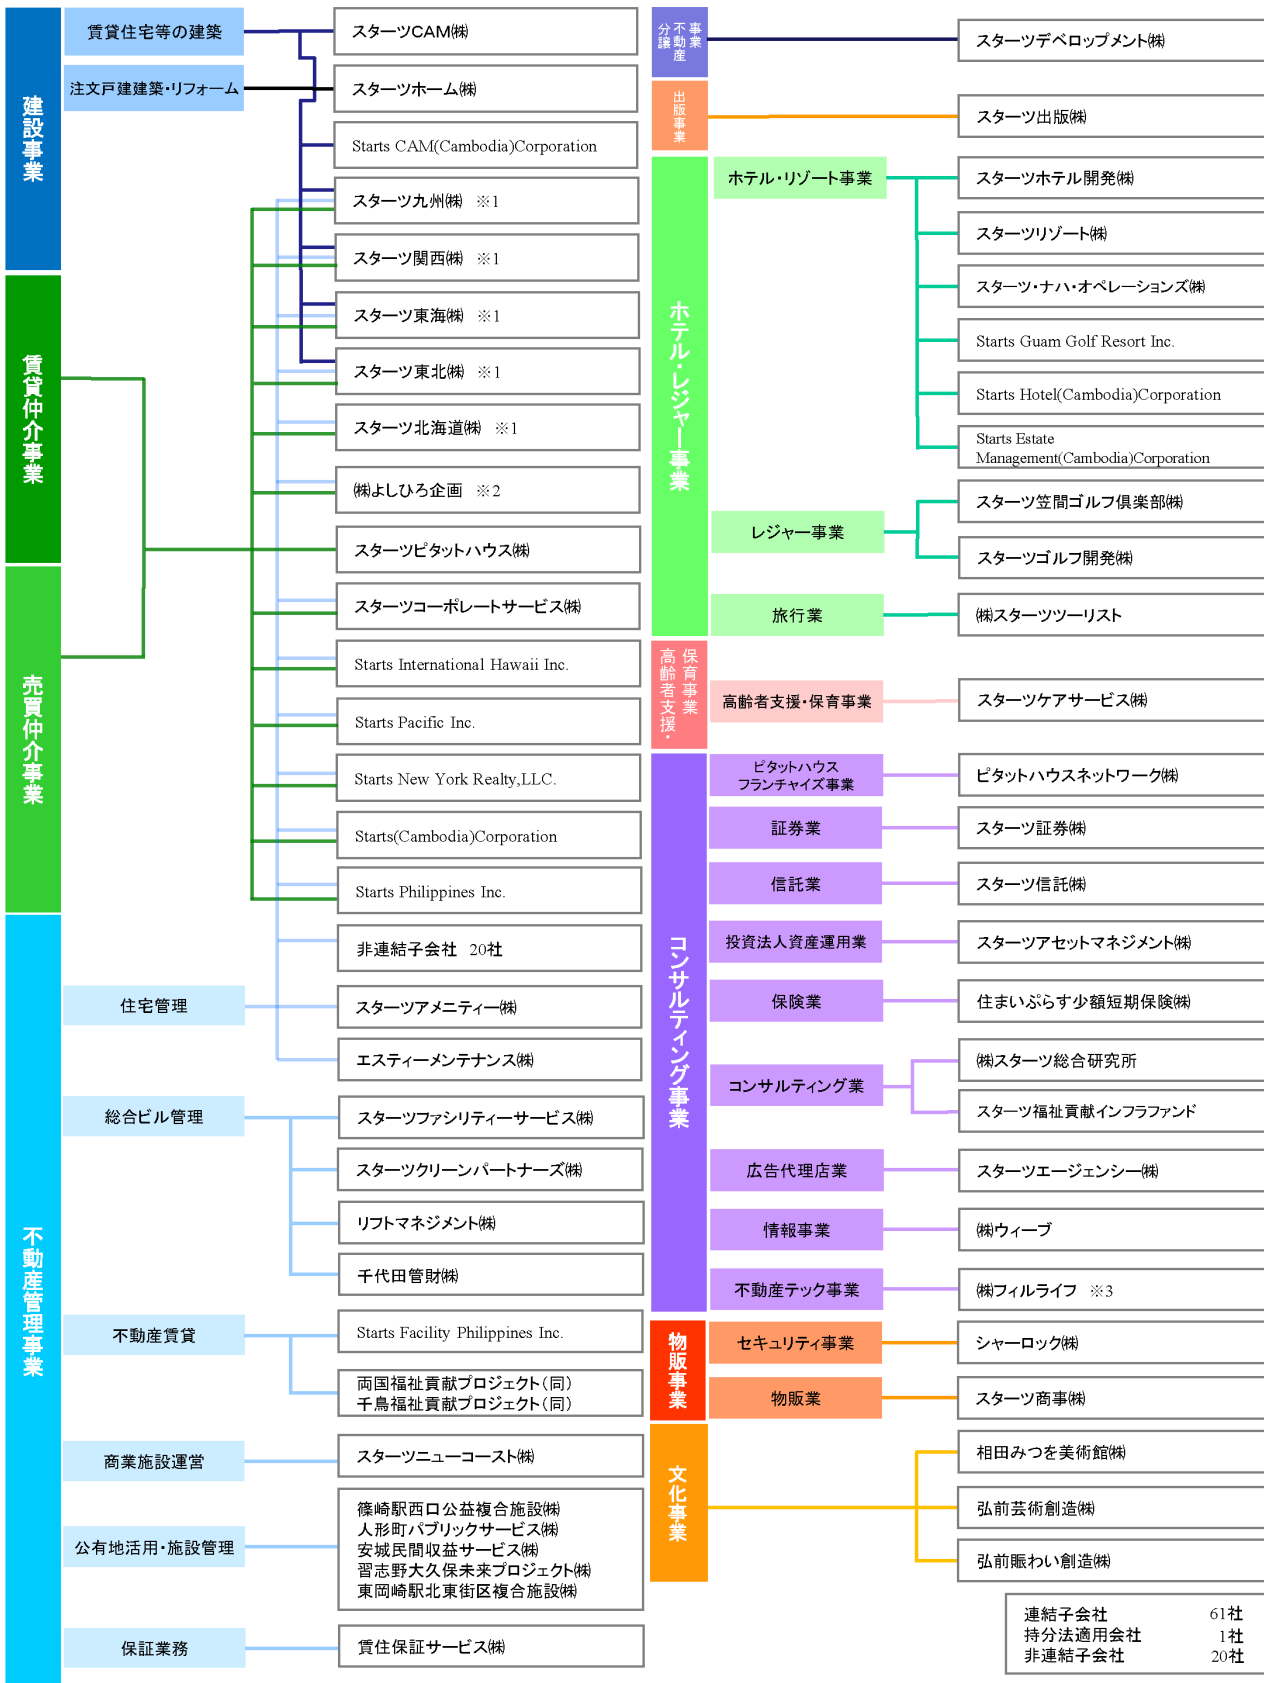 建設事業
賃貸住宅等の建築
スターツCAM㈱
注文戸建建築・リフォーム
スターツホーム㈱
Starts CAM(Cambodia)Corporation
スターツ九州㈱ ※1
スターツ関西㈱ ※1
スターツ東海㈱ ※1
スターツ東北㈱ ※1
スターツ北海道㈱ ※1
㈱よしひろ企画 ※2
スターツピタットハウス㈱
スターツコーポレートサービス㈱
Starts International Hawaii Inc.
Starts Pacific Inc.
Starts New York Realty,LLC.
Starts(Cambodia)Corporation
Starts Philippines Inc.
非連結子会社 20社
賃貸仲介事業
売買仲介事業
不動産管理事業
住宅管理
スターツアメニティー㈱
エスティーメンテナンス㈱
総合ビル管理
スターツファシリティーサービス㈱
スターツクリーンパートナーズ㈱
リフトマネジメント㈱
千代田管財㈱
不動産賃貸
Starts Facility Philippines Inc.
両国福祉貢献プロジェクト（同）
千鳥福祉貢献プロジェクト（同）
商業施設運営
スターツニューコースト㈱
公有地活用・施設管理
篠崎駅西口公益複合施設㈱
人形町パブリックサービス㈱
安城民間収益サービス㈱
習志野大久保未来プロジェクト㈱
東岡崎駅北東街区複合施設㈱
保証業務
賃住保証サービス㈱
事業
不動産
分譲
スターツデベロップメント㈱
出版事業
スターツ出版㈱
ホテル・レジャー事業
ホテル・リゾート事業
スターツホテル開発㈱
スターツリゾート㈱
スターツ・ナハ・オペレーションズ㈱
Starts Guam Golf Resort Inc.
Starts Hotel(Cambodia)Corporation
Starts Estate
Management(Cambodia)Corporation
レジャー事業
スターツ笠間ゴルフ倶楽部㈱
スターツゴルフ開発㈱
旅行業
㈱スターツツーリスト
保育事業
高齢者支援・
高齢者支援・保育事業
スターツケアサービス㈱
コンサルティング事業
ピタットハウス
フランチャイズ事業
ピタットハウスネットワーク㈱
証券業
スターツ証券㈱
信託業
スターツ信託㈱
投資法人資産運用業
スターツアセットマネジメント㈱
保険業
住まいぷらす少額短期保険㈱
コンサルティング業
㈱スターツ総合研究所
スターツ福祉貢献インフラファンド
広告代理店業
スターツエージェンシー㈱
情報事業
㈱ウィーブ
不動産テック事業
㈱フィルライフ ※3
物販事業
セキュリティ事業
シャーロック㈱
物販業
スターツ商事㈱
文化事業
相田みつを美術館㈱
弘前芸術創造㈱
弘前賑わい創造㈱
連結子会社 61社
持分法適用会社 1社
非連結子会社 20社